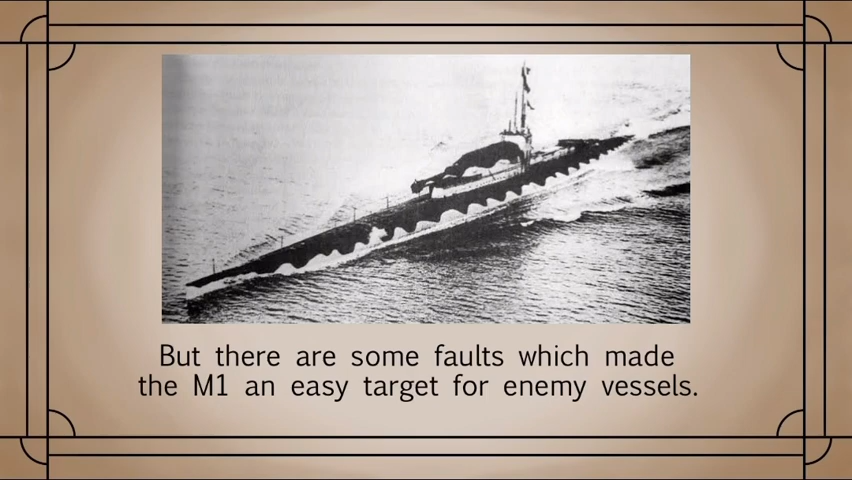 But there are some faults which made
the M1 an easy target for enemy vessels.